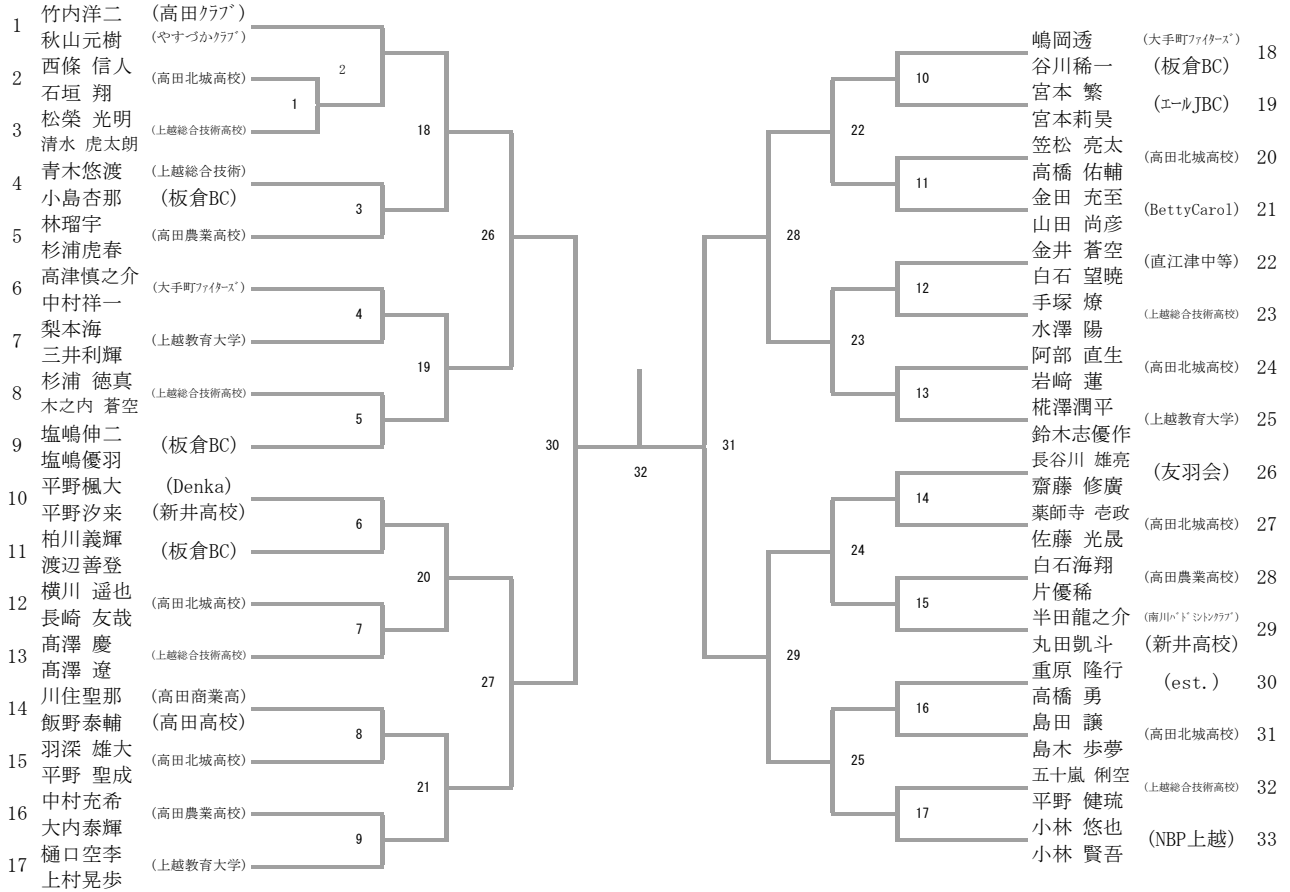 1 竹内洋二 (高田ｸﾗﾌﾞ)
秋山元樹 (やすづかｸﾗﾌﾞ)
2 西條 信人 (高田北城高校)
石垣 翔
3 松榮 光明 (上越総合技術高校)
清水 虎太朗
4 青木悠渡 (上越総合技術)
小島杏那 (板倉BC)
5 林瑠宇 (高田農業高校)
杉浦虎春
6 高津慎之介 (大手町ﾌｧｲﾀｰｽﾞ)
中村祥一
7 梨本海 (上越教育大学)
三井利輝
8 杉浦 徳真 (上越総合技術高校)
木之内 蒼空
9 塩嶋伸二 (板倉BC)
塩嶋優羽
10 平野楓大 (Denka)
平野汐来 (新井高校)
11 柏川義輝 (板倉BC)
渡辺善登
12 横川 遥也 (高田北城高校)
長崎 友哉
13 髙澤 慶 (上越総合技術高校)
髙澤 遼
14 川住聖那 (高田商業高)
飯野泰輔 (高田高校)
15 羽深 雄大 (高田北城高校)
平野 聖成
16 中村充希 (高田農業高校)
大内泰輝
17 樋口空李 (上越教育大学)
上村晃歩
1
2
3
4
5
6
7
8
9
18
19
20
21
26
27
30
32
31
28
29
22
23
24
25
10
11
12
13
14
15
16
17
嶋岡透 (大手町ﾌｧｲﾀｰｽﾞ) 18
谷川稀一 (板倉BC)
宮本 繁 (ｴｰﾙJBC) 19
宮本莉昊
笠松 亮太 (高田北城高校) 20
高橋 佑輔
金田 充至 (BettyCarol) 21
山田 尚彦
金井 蒼空 (直江津中等) 22
白石 望暁
手塚 燎 (上越総合技術高校) 23
水澤 陽
阿部 直生 (高田北城高校) 24
岩﨑 蓮
椛澤潤平 (上越教育大学) 25
鈴木志優作
長谷川 雄亮 (友羽会) 26
齋藤 修廣
薬師寺 壱政 (高田北城高校) 27
佐藤 光晟
白石海翔 (高田農業高校) 28
片優稀
半田龍之介 (南川ﾊﾞﾄﾞﾐﾝﾄﾝｸﾗﾌﾞ) 29
丸田凱斗 (新井高校)
重原 隆行 (est.) 30
高橋 勇
島田 譲 (高田北城高校) 31
島木 歩夢
五十嵐 俐空 (上越総合技術高校) 32
平野 健琉
小林 悠也 (NBP上越) 33
小林 賢吾